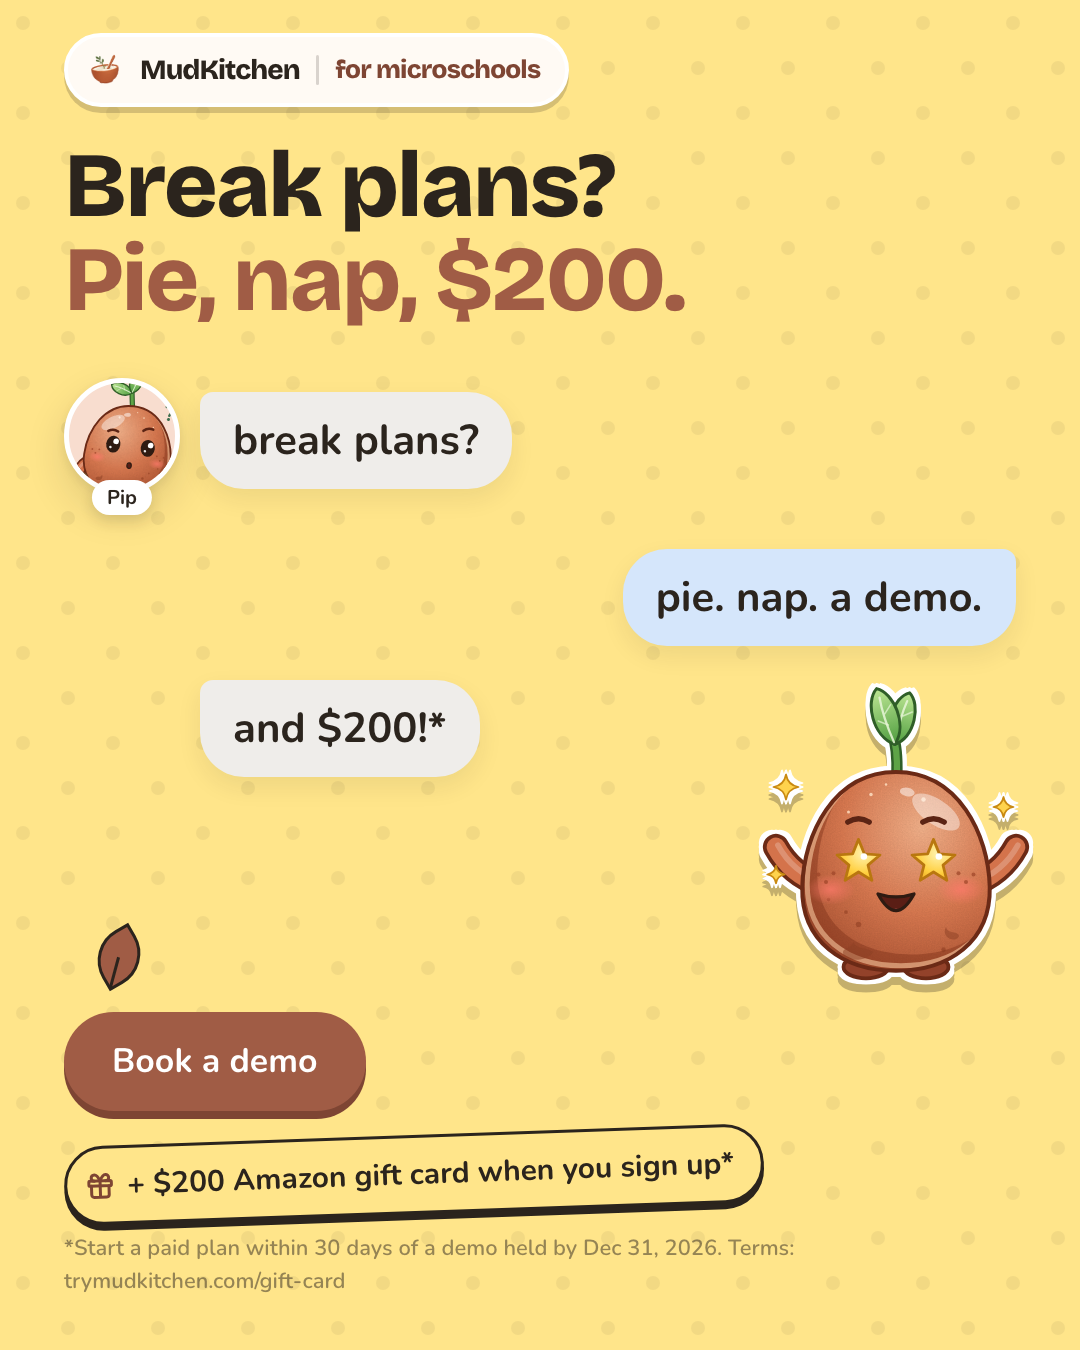 MudKitchen | for microschools
Break plans?
Pie, nap, $200.
break plans?
Pip
pie. nap. a demo.
and $200!*
Book a demo
+ $200 Amazon gift card when you sign up*
*Start a paid plan within 30 days of a demo held by Dec 31, 2026. Terms:
trymudkitchen.com/gift-card